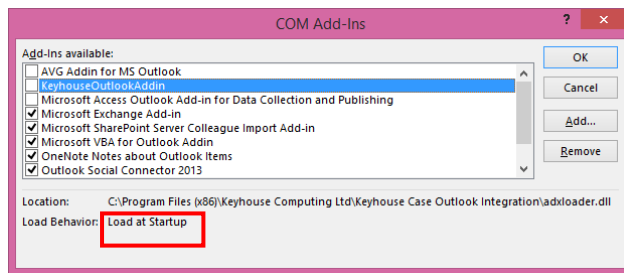 COM Add-Ins
? ×
Add-Ins available:
AVG Addin for MS Outlook
KeyhouseOutlookAddin
Microsoft Access Outlook Add-in for Data Collection and Publishing
Microsoft Exchange Add-in
Microsoft SharePoint Server Colleague Import Add-in
Microsoft VBA for Outlook Addin
OneNote Notes about Outlook Items
Outlook Social Connector 2013
OK
Cancel
Add...
Remove
Location: C:\Program Files (x86)\Keyhouse Computing Ltd\Keyhouse Case Outlook Integration\adxloader.dll
Load Behavior: Load at Startup